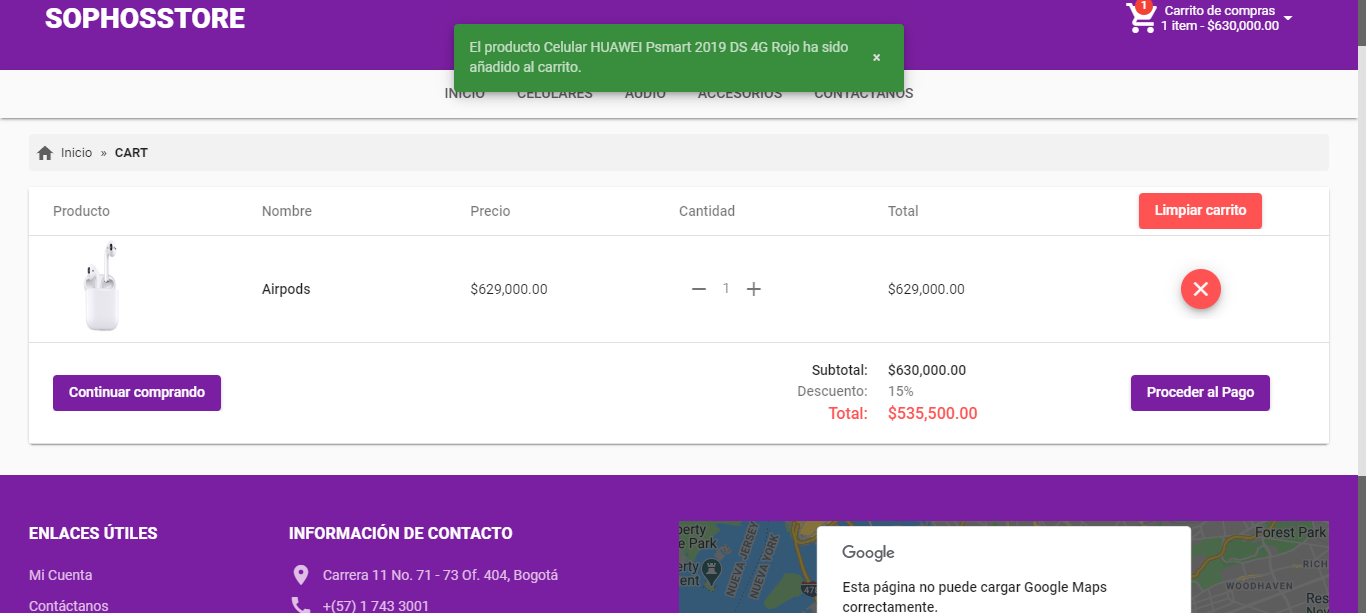 SOPHOSSTORE
1
Carrito de compras
1 item - $630,000.00
El producto Celular HUAWEI Psmart 2019 DS 4G Rojo ha sido
añadido al carrito.
×
INICIO CELULARES AUDIO ACCESORIOS CONTÁCTANOS
Inicio » CART
Producto Nombre Precio Cantidad Total Limpiar carrito
Airpods $629,000.00 1 $629,000.00
Subtotal: $630,000.00
Continuar comprando Descuento: 15% Proceder al Pago
Total: $535,500.00
ENLACES ÚTILES
Mi Cuenta
Contáctanos
INFORMACIÓN DE CONTACTO
Carrera 11 No. 71 - 73 Of. 404, Bogotá
+(57) 1 743 3001
NUEVA JERSEY
NUEVA YORK
Google
Esta página no puede cargar Google Maps
correctamente.
Forest Park
WOODHAVEN